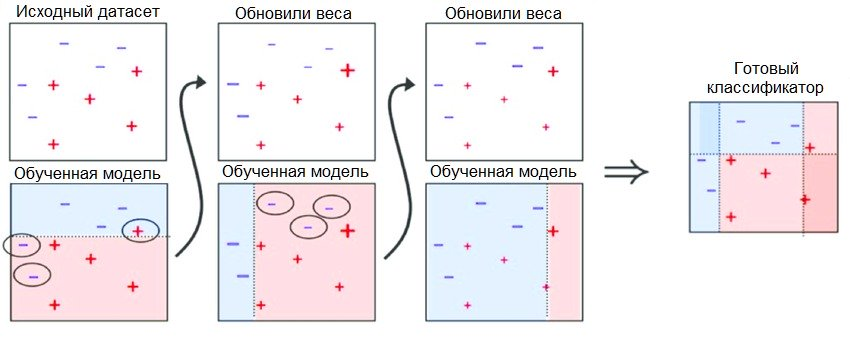 Исходный датасет
Обновили веса
Обновили веса
Готовый
классификатор
Обученная модель
Обученная модель
Обученная модель